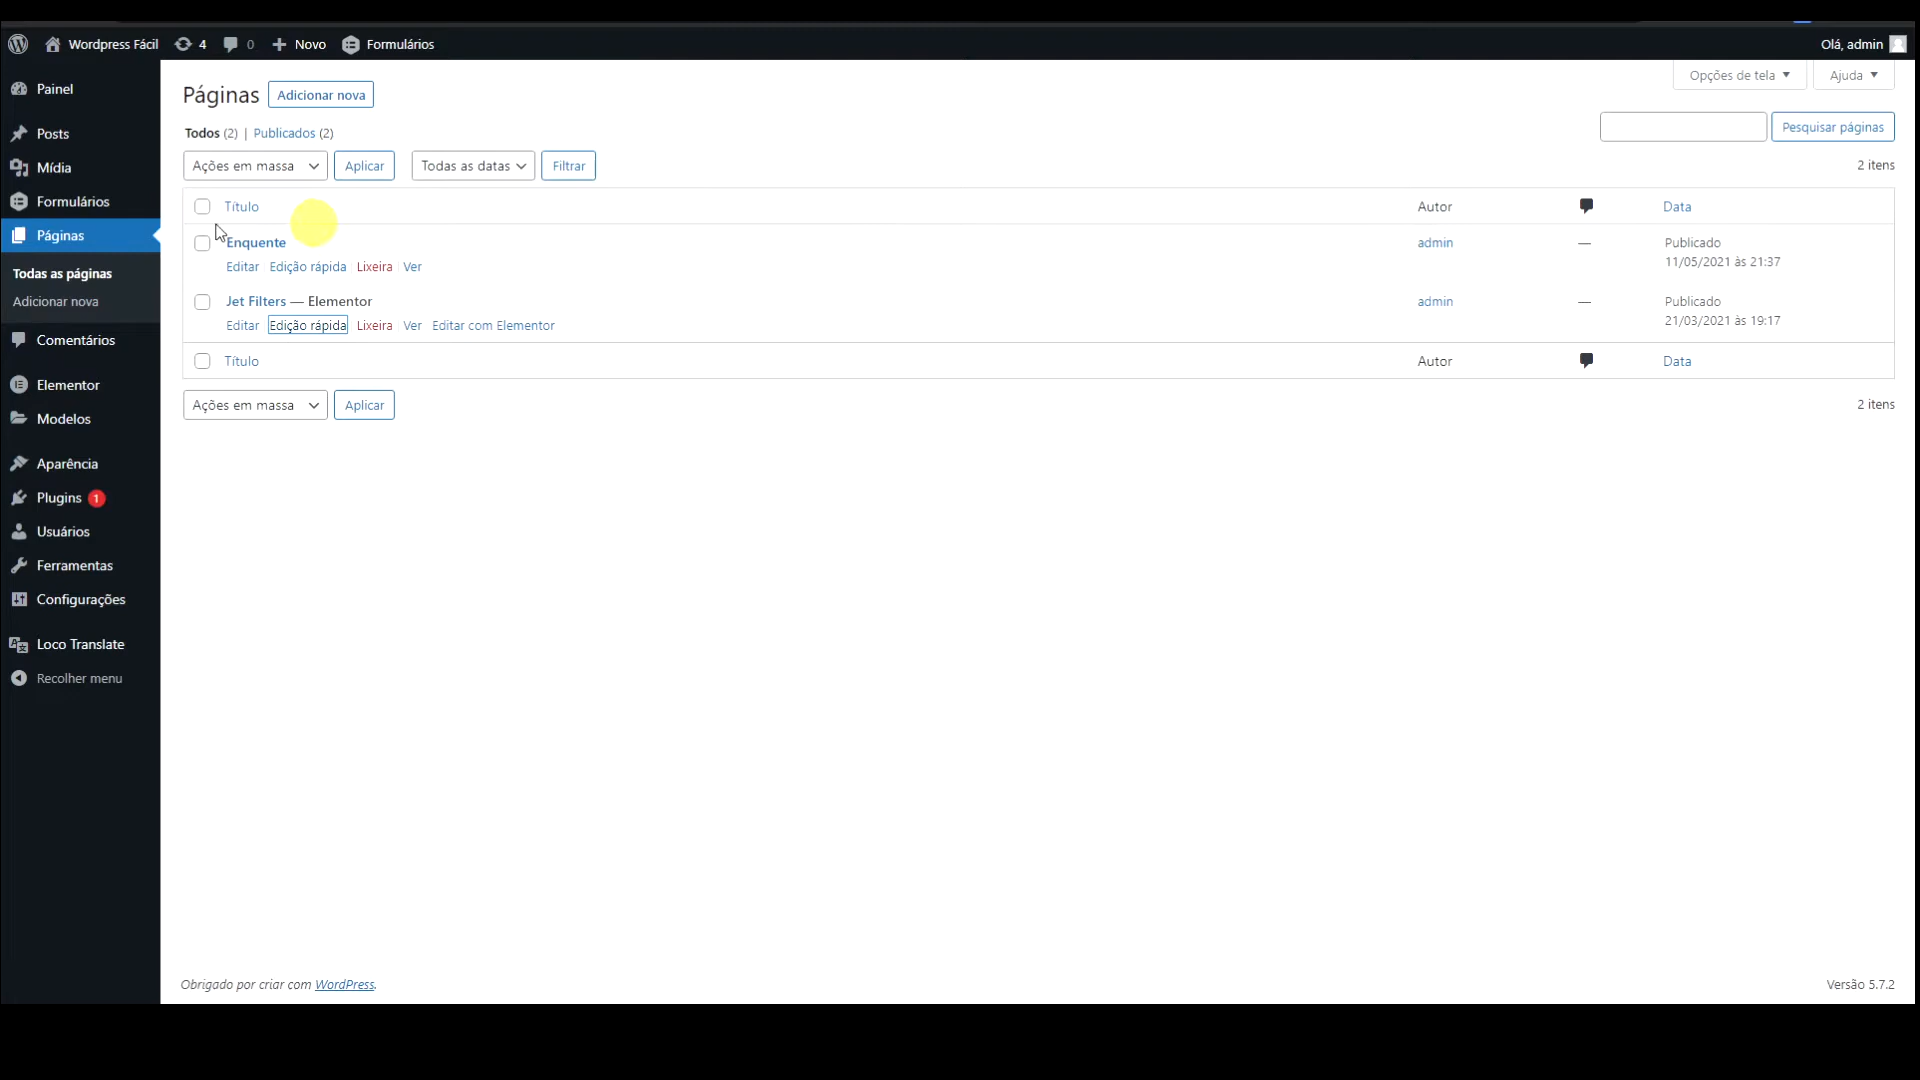 Wordpress Fácil 4 0 Novo Formulários Olá, admin
Painel
Posts
Mídia
Formulários
Páginas
Todas as páginas
Adicionar nova
Comentários
Elementor
Modelos
Aparência
Plugins 1
Usuários
Ferramentas
Configurações
Loco Translate
Recolher menu
Opções de tela Ajuda
Páginas Adicionar nova
Todos (2) | Publicados (2)
Pesquisar páginas
Ações em massa Aplicar Todas as datas Filtrar 2 itens
Título Autor Data
Enquente admin — Publicado
11/05/2021 às 21:37
Editar Edição rápida Lixeira Ver
Jet Filters — Elementor admin — Publicado
21/03/2021 às 19:17
Editar Edição rápida Lixeira Ver Editar com Elementor
Título Autor Data
Ações em massa Aplicar 2 itens
Obrigado por criar com WordPress. Versão 5.7.2